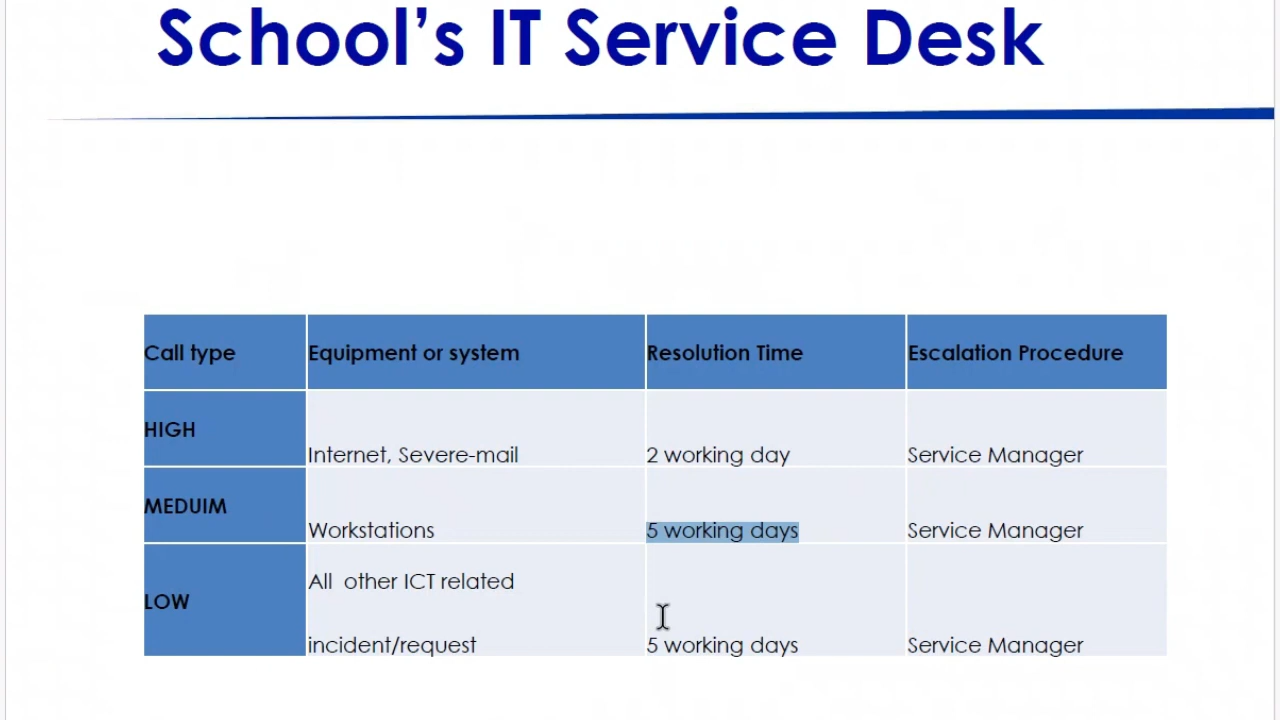 School's IT Service Desk
Call type Equipment or system Resolution Time Escalation Procedure
HIGH Internet, Severe-mail 2 working day Service Manager
MEDUIM Workstations 5 working days Service Manager
LOW All other ICT related
incident/request 5 working days Service Manager